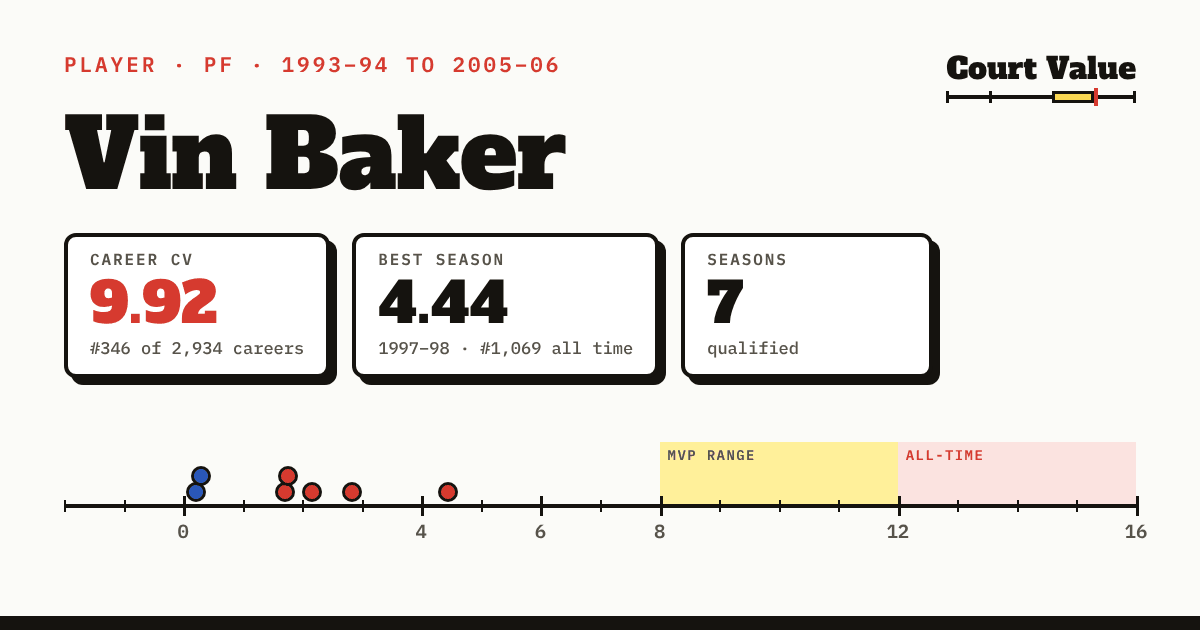 PLAYER · PF · 1993–94 TO 2005–06
Court Value
Vin Baker
CAREER CV
9.92
#346 of 2,934 careers
BEST SEASON
4.44
1997–98 · #1,069 all time
SEASONS
7
qualified
MVP RANGE
ALL-TIME
0 4 6 8 12 16